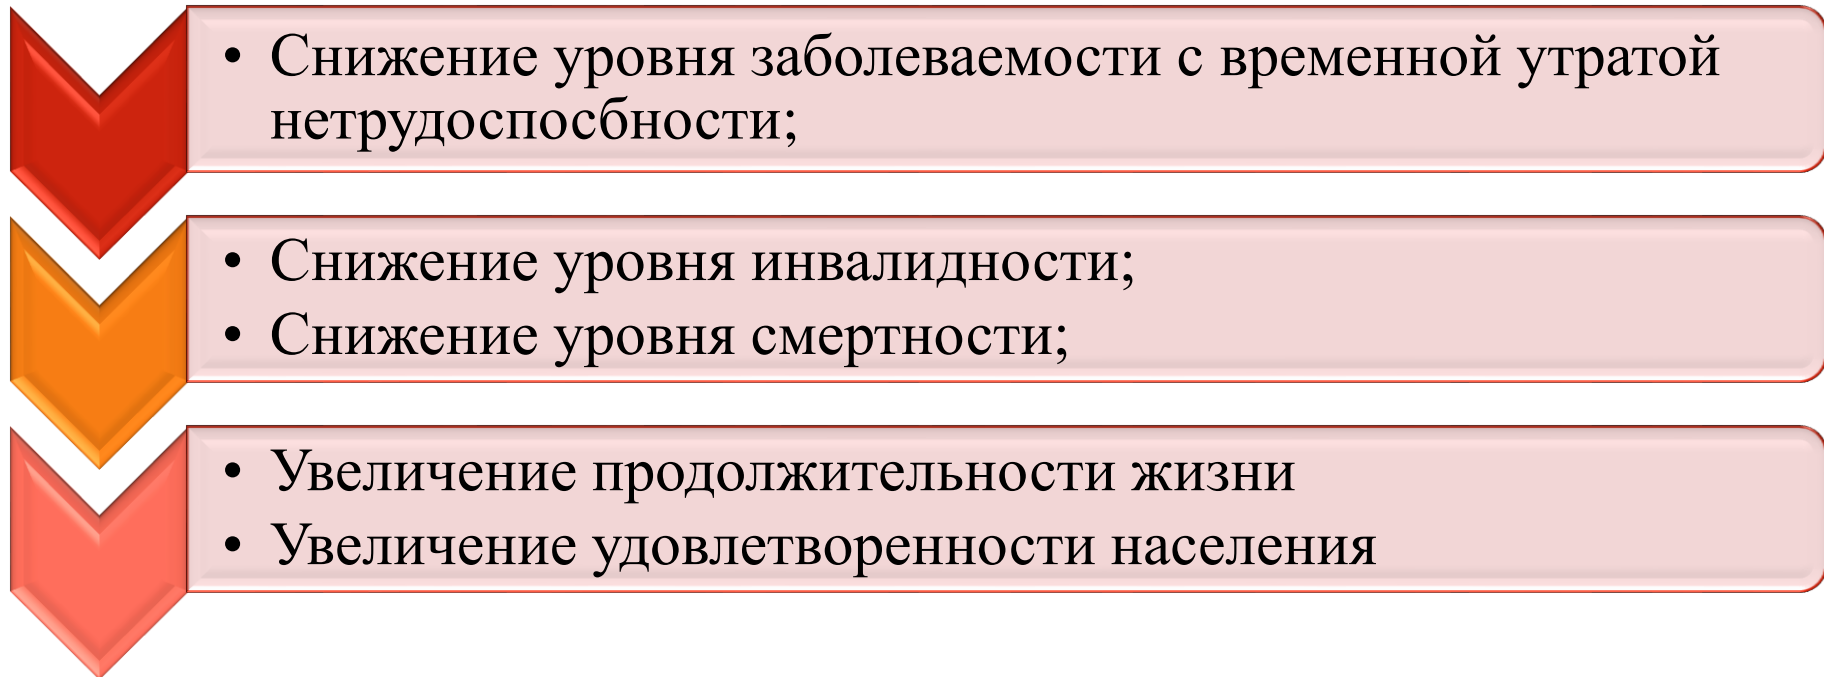 • Снижение уровня заболеваемости с временной утратой
нетрудоспосбности;
• Снижение уровня инвалидности;
• Снижение уровня смертности;
• Увеличение продолжительности жизни
• Увеличение удовлетворенности населения